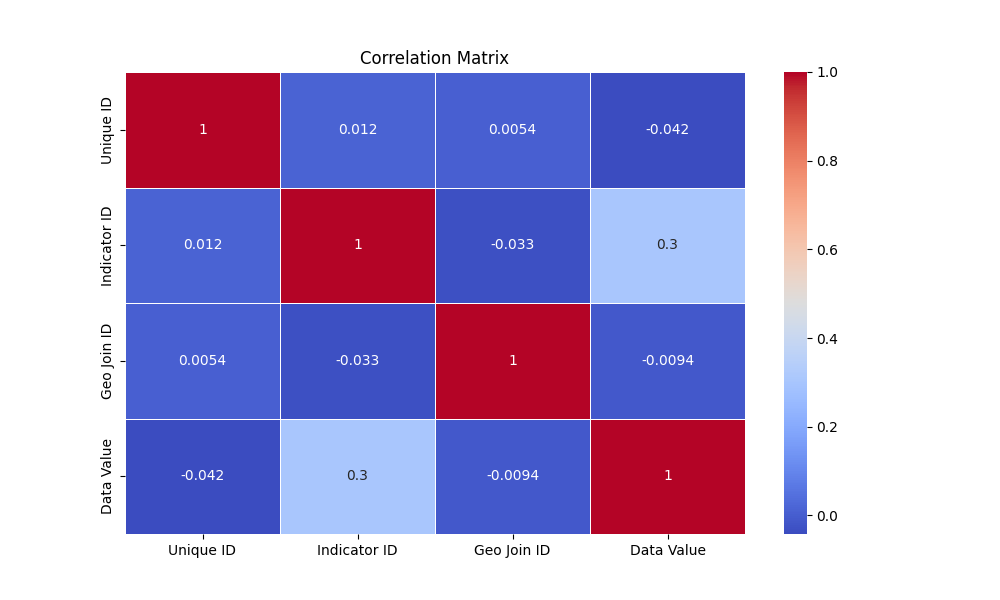 Correlation Matrix
Unique ID
1
0.012
0.0054
-0.042
Indicator ID
0.012
1
-0.033
0.3
Geo Join ID
0.0054
-0.033
1
-0.0094
Data Value
-0.042
0.3
-0.0094
1
Unique ID
Indicator ID
Geo Join ID
Data Value
1.0
0.8
0.6
0.4
0.2
0.0